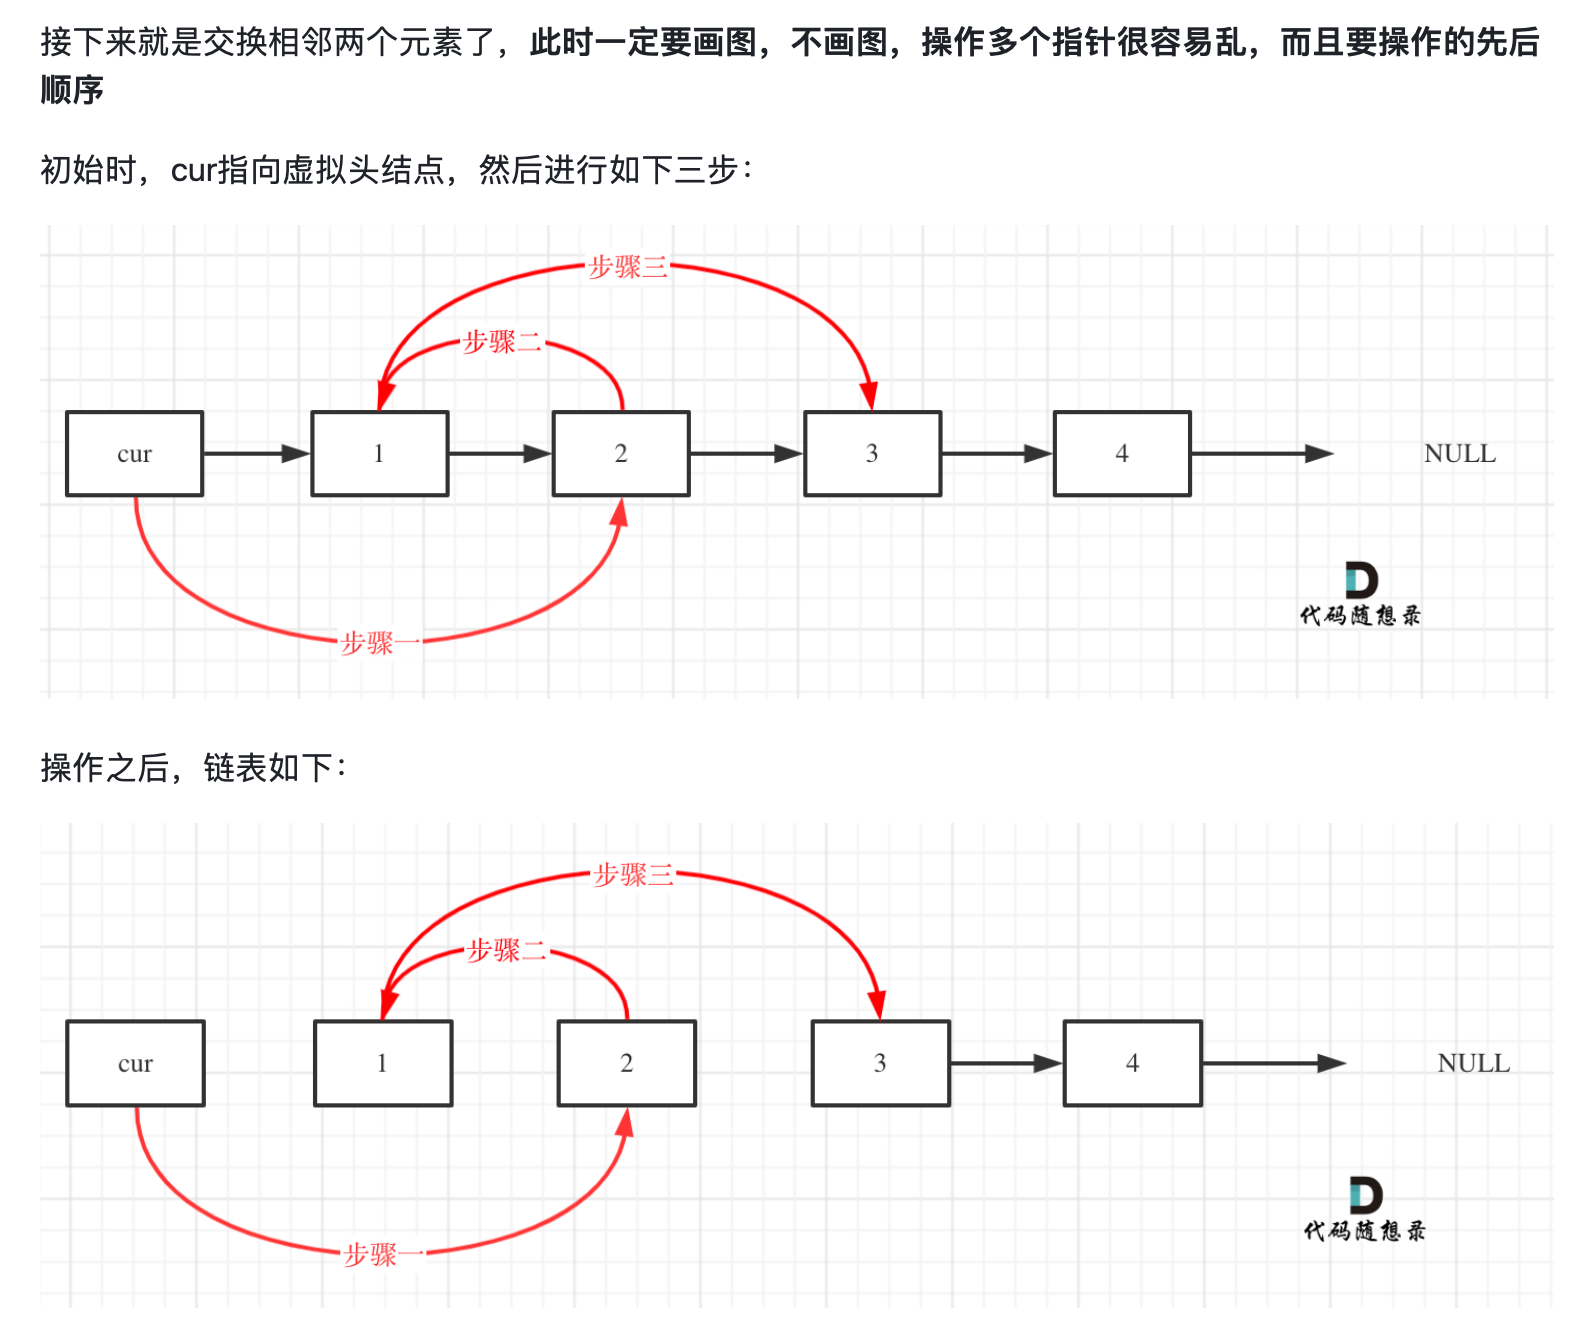 接下来就是交换相邻两个元素了，此时一定要画图，不画图，操作多个指针很容易乱，而且要操作的先后
顺序
初始时，cur指向虚拟头结点，然后进行如下三步：
步骤三
步骤二
cur 1 2 3 4 NULL
步骤一
代码随想录
操作之后，链表如下：
步骤三
步骤二
cur 1 2 3 4 NULL
代码随想录
步骤一